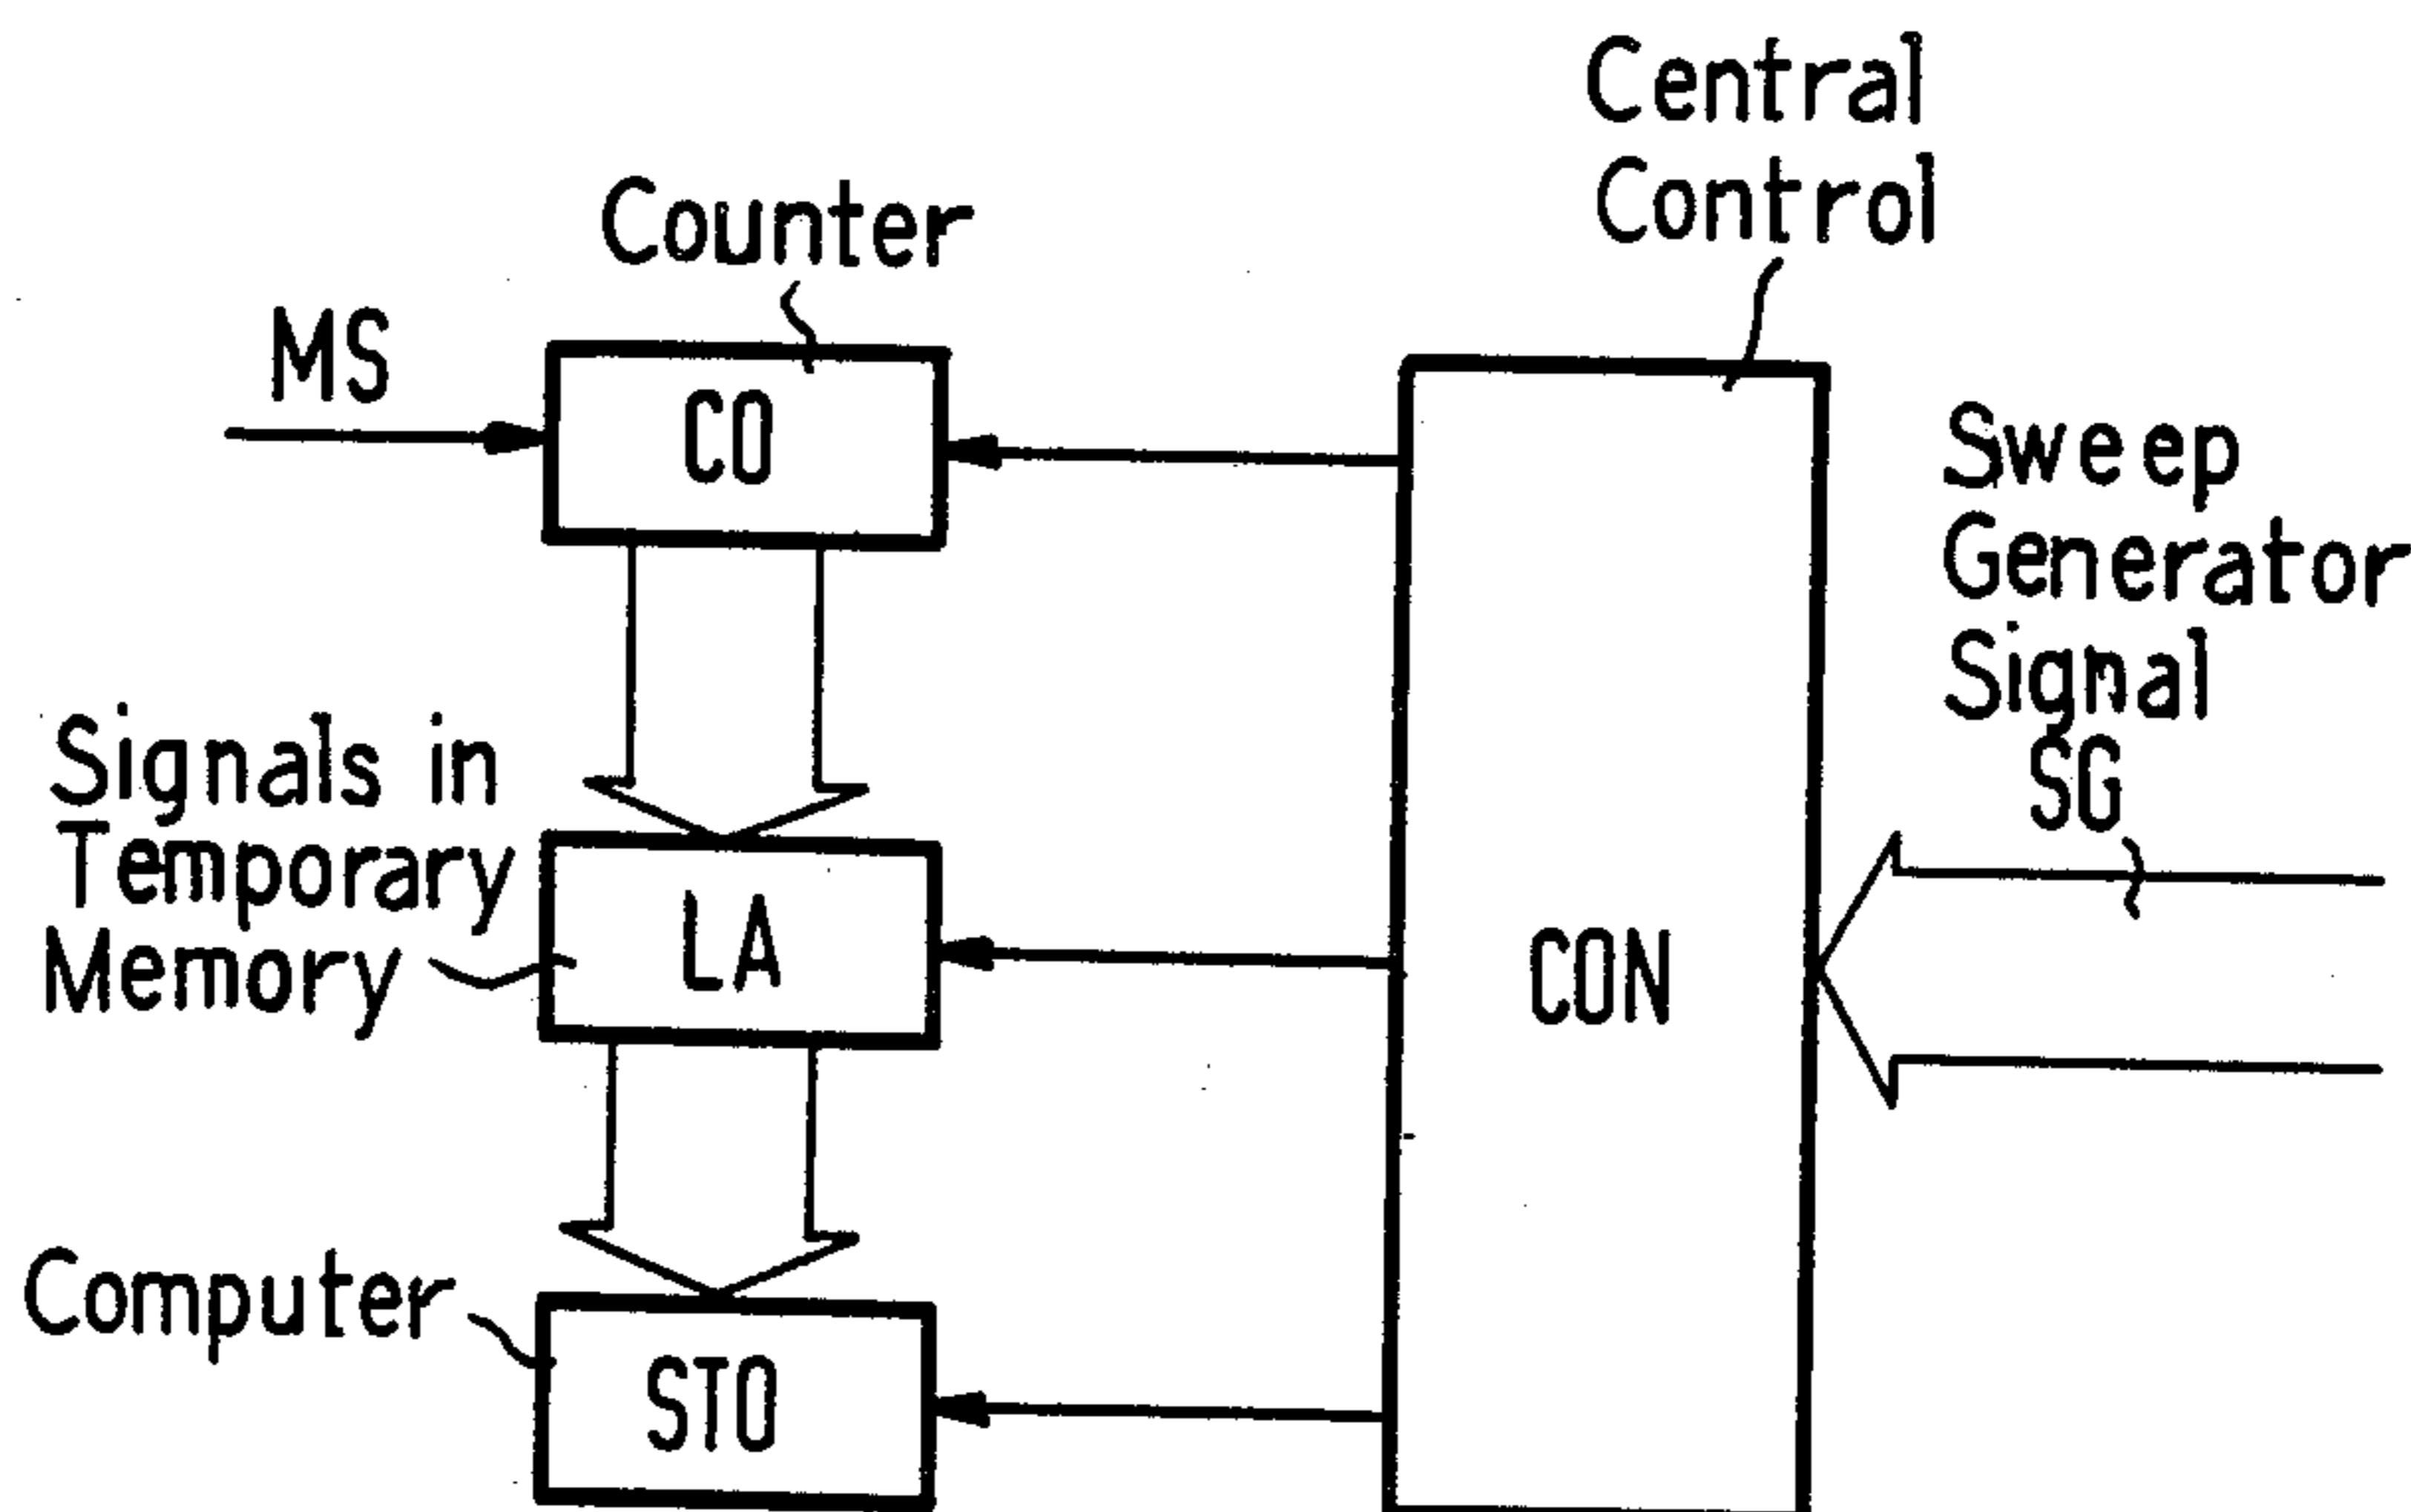 Central
Control
Counter
MS
CO
Sweep
Generator
Signal
SG
Signals in
Temporary
Memory
LA
CON
Computer
STO